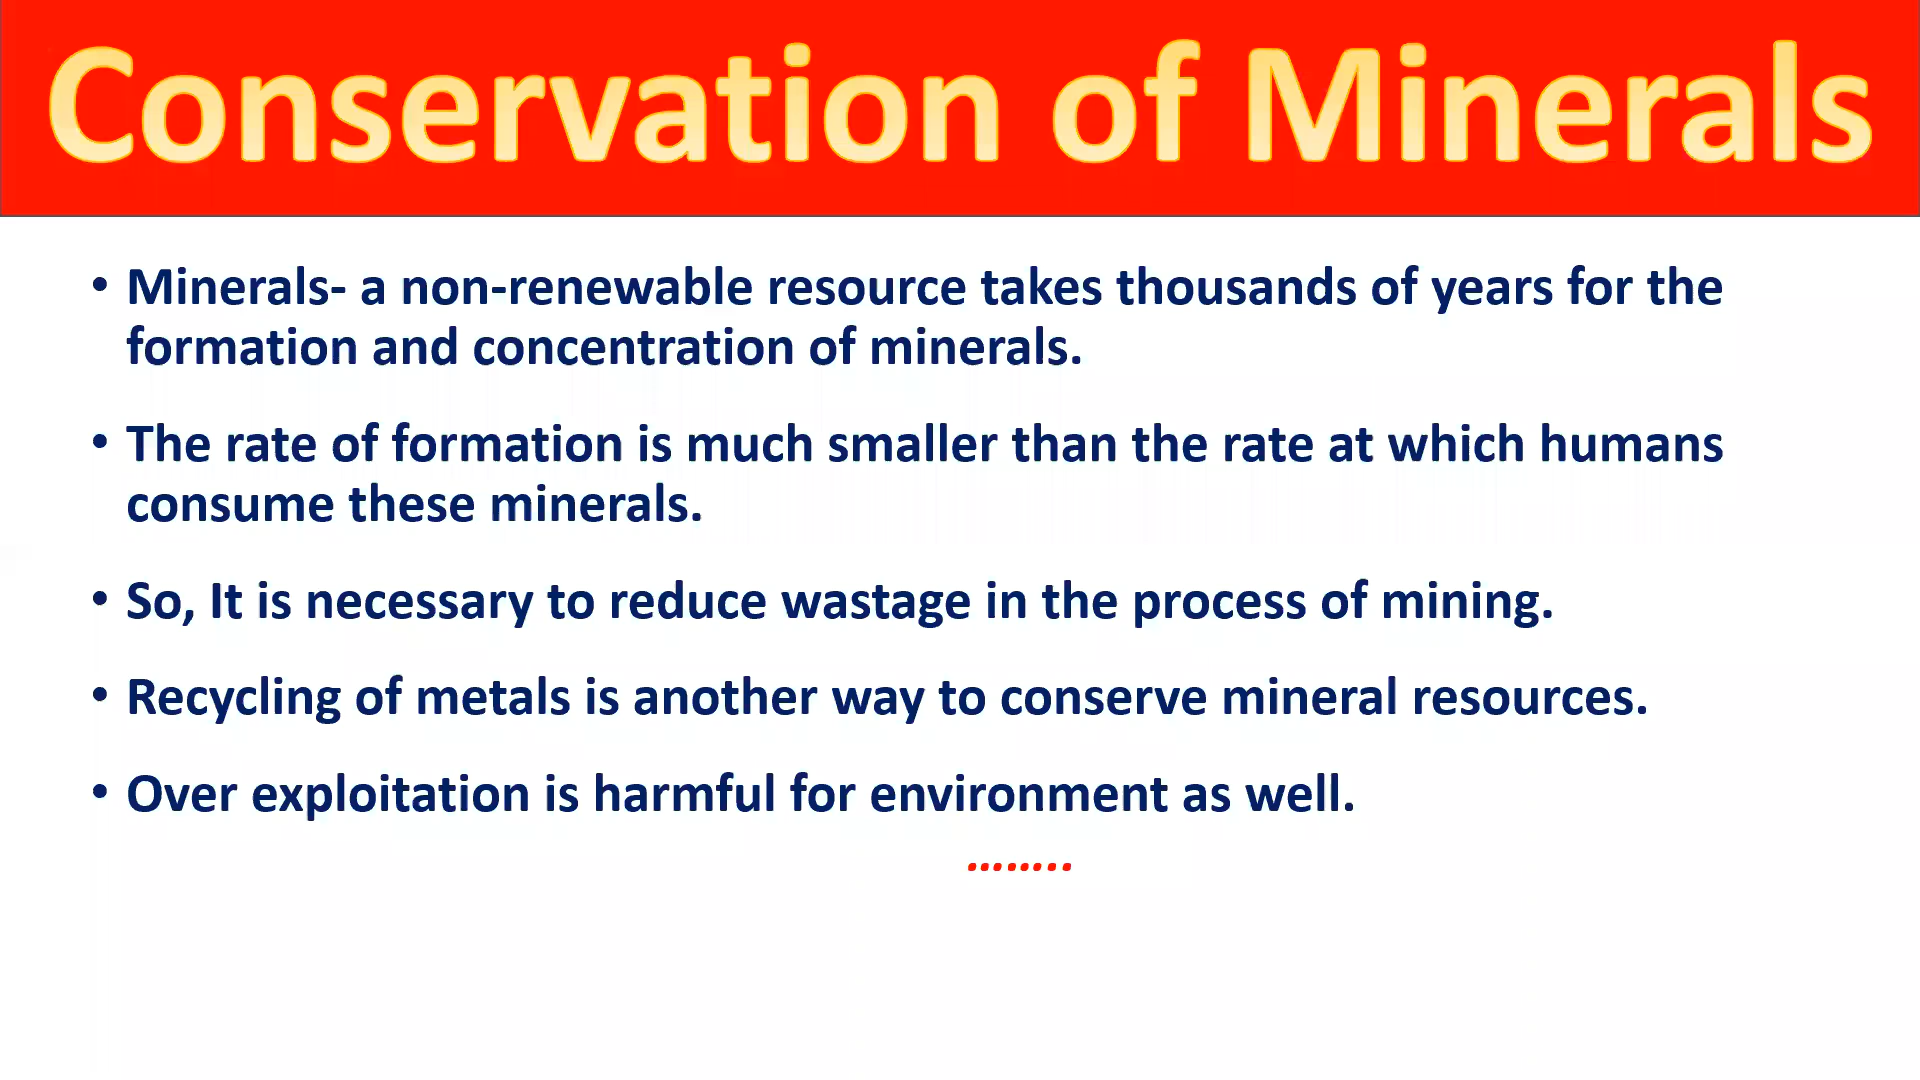 Conservation of Minerals
• Minerals- a non-renewable resource takes thousands of years for the
formation and concentration of minerals.
• The rate of formation is much smaller than the rate at which humans
consume these minerals.
• So, It is necessary to reduce wastage in the process of mining.
• Recycling of metals is another way to conserve mineral resources.
• Over exploitation is harmful for environment as well.
........